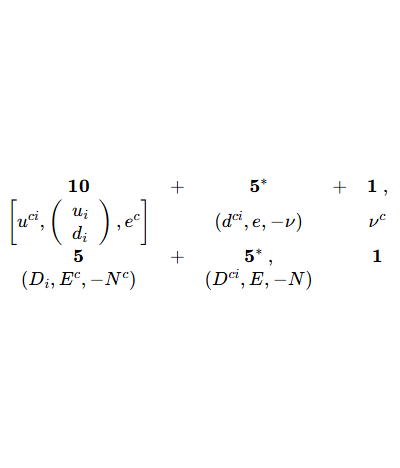 10 + 5* + 1 ,
[u^{ci}, ( u_i d_i ) , e^c] (d^{ci}, e, −ν) ν^c
5 + 5* , 1
(D_i, E^c, −N^c) (D^{ci}, E, −N)